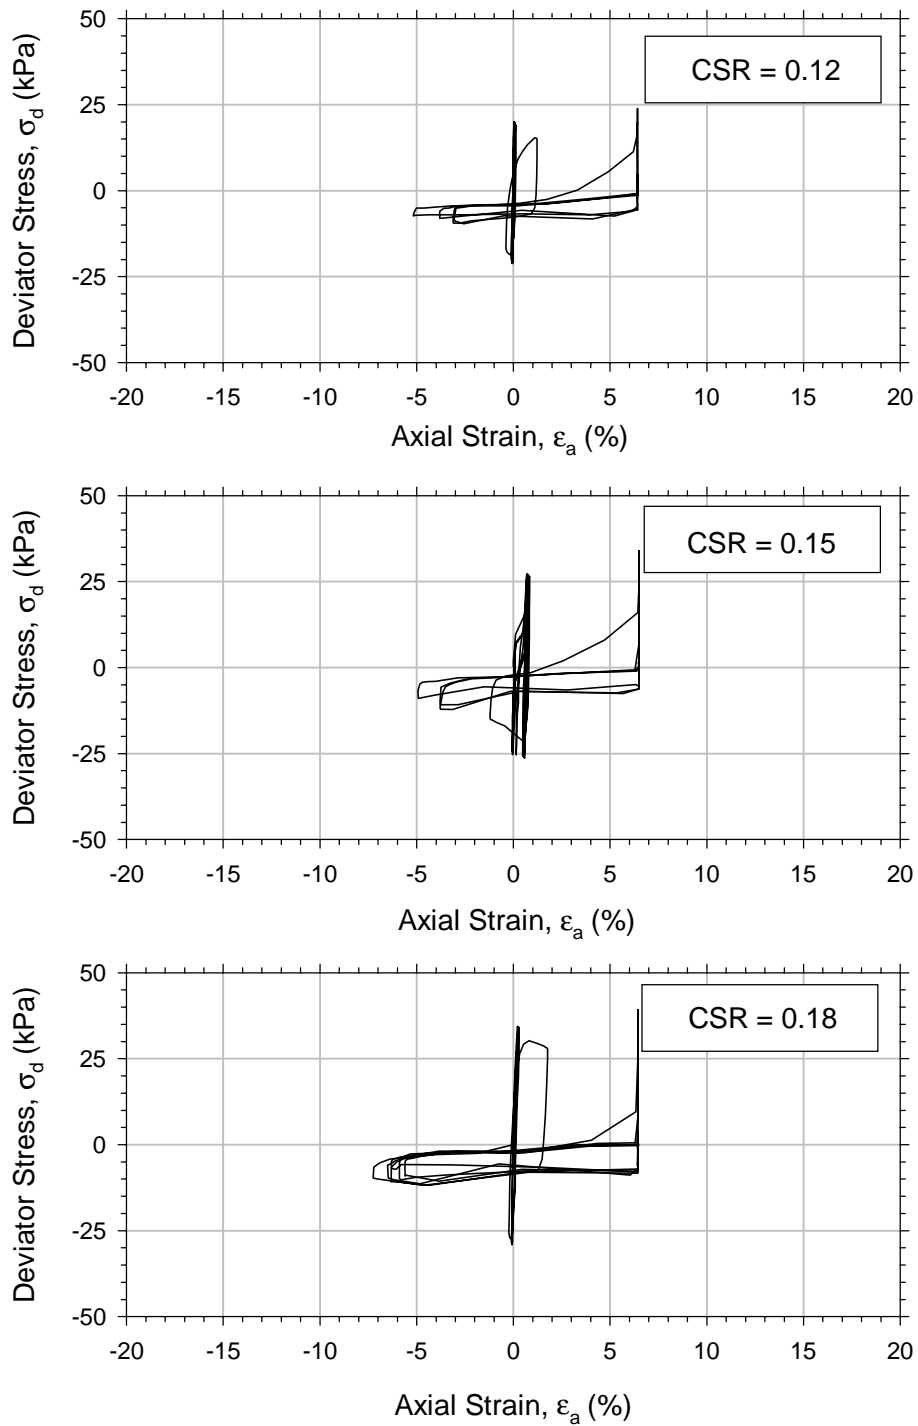 50
CSR = 0.12
25
0
-25
-50
Deviator Stress, σd (kPa)
-20 -15 -10 -5 0 5 10 15 20
Axial Strain, εa (%)
50
CSR = 0.15
25
0
-25
-50
Deviator Stress, σd (kPa)
-20 -15 -10 -5 0 5 10 15 20
Axial Strain, εa (%)
50
CSR = 0.18
25
0
-25
-50
Deviator Stress, σd (kPa)
-20 -15 -10 -5 0 5 10 15 20
Axial Strain, εa (%)